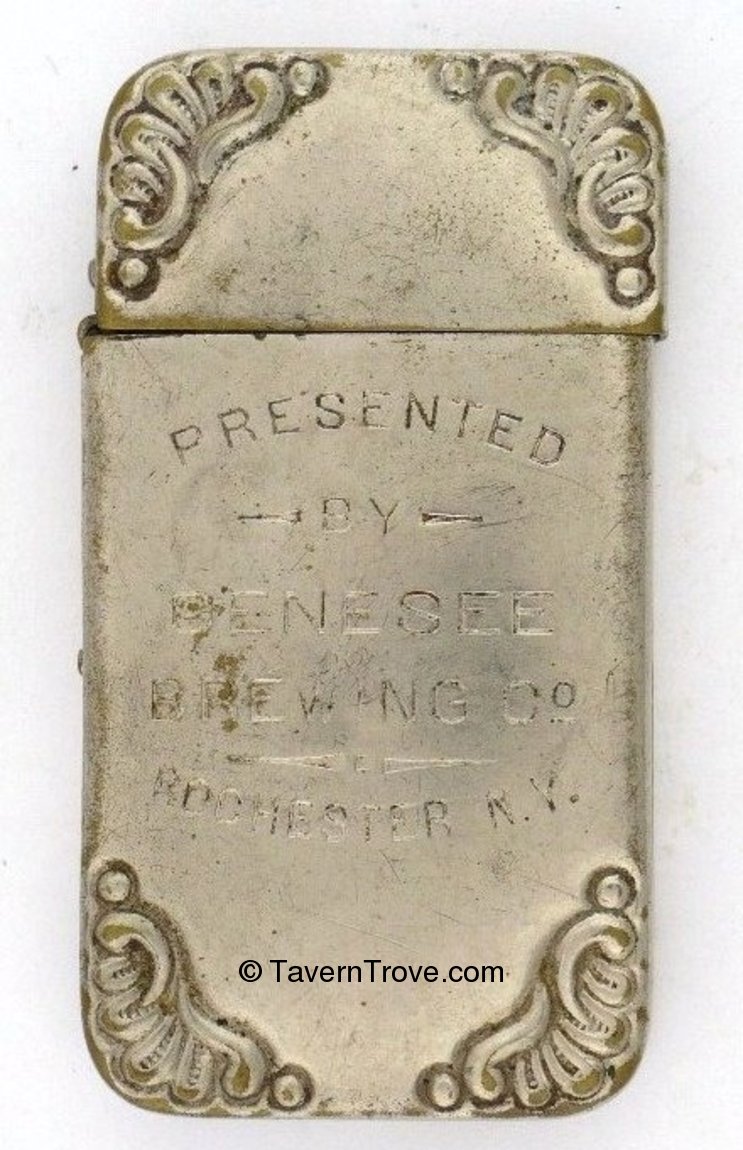 PRESENTED
BY
GENESEE
BREWING Co
ROCHESTER N.Y.
© TavernTrove.com